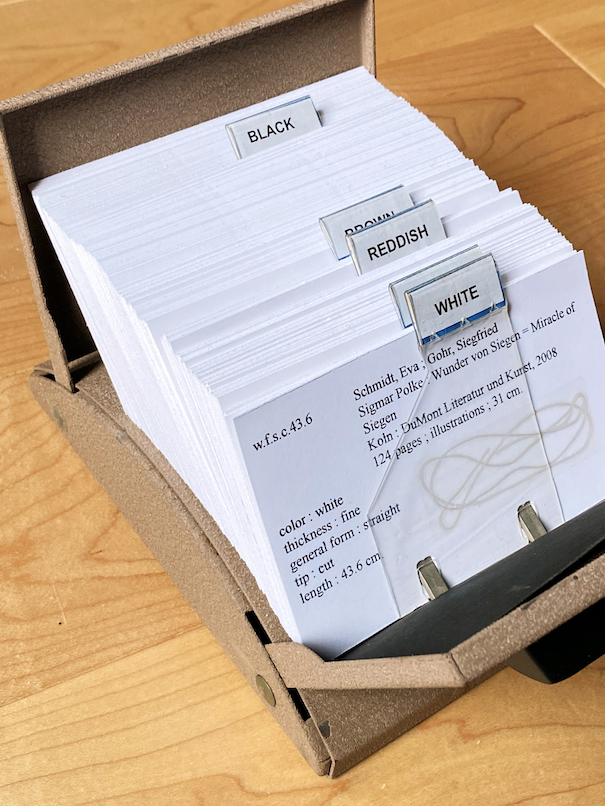 BLACK
BROWN
REDDISH
WHITE
w.f.s.c.43.6
Schmidt, Eva ; Gohr, Siegfried
Sigmar Polke : Wunder von Siegen = Miracle of
Siegen
Koln : DuMont Literatur und Kunst, 2008
124 pages ; illustrations ; 31 cm.
color : white
thickness : fine
general form : straight
tip : cut
length : 43.6 cm.